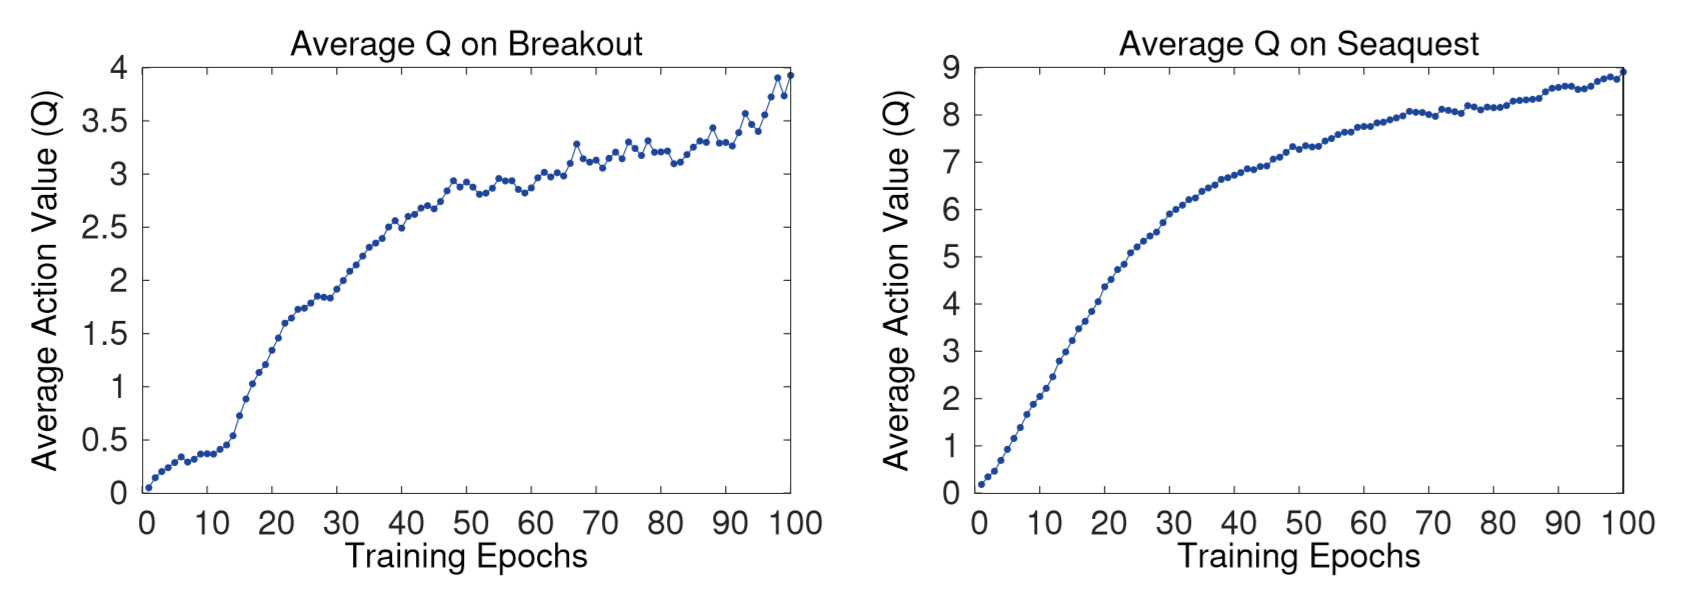 Average Q on Breakout
Average Action Value (Q)
4
3.5
3
2.5
2
1.5
1
0.5
0
0 10 20 30 40 50 60 70 80 90 100
Training Epochs
Average Q on Seaquest
Average Action Value (Q)
9
8
7
6
5
4
3
2
1
0
0 10 20 30 40 50 60 70 80 90 100
Training Epochs